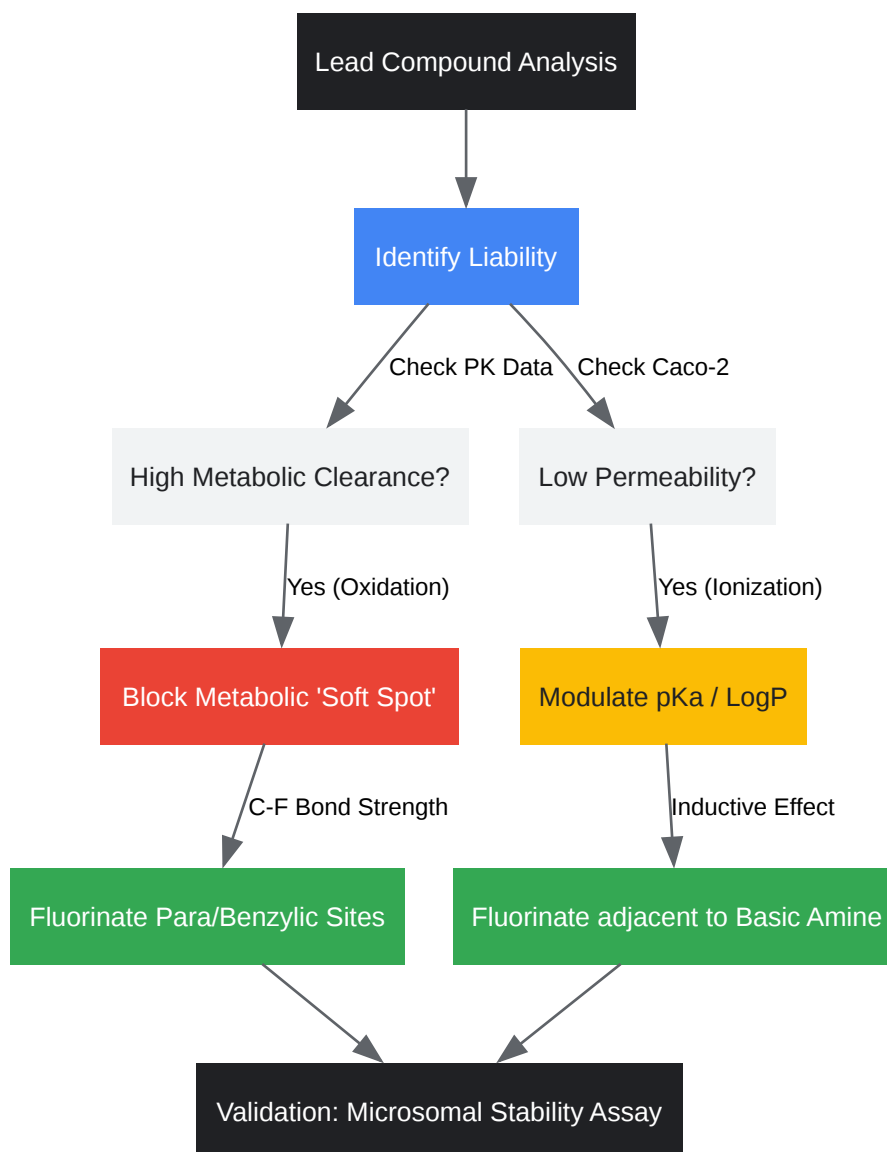 Lead Compound Analysis
Identify Liability
Check PK Data
Check Caco-2
High Metabolic Clearance?
Low Permeability?
Yes (Oxidation)
Yes (Ionization)
Block Metabolic 'Soft Spot'
Modulate pKa / LogP
C-F Bond Strength
Inductive Effect
Fluorinate Para/Benzylic Sites
Fluorinate adjacent to Basic Amine
Validation: Microsomal Stability Assay